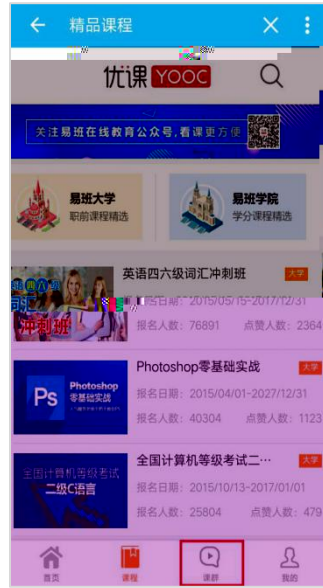 精品课程
优课 YOOC
关注易班在线教育公众号,看课更方便
易班大学
职前课程精选
易班学院
学分课程精选
英语四六级词汇冲刺班
大学
报名日期: 2015/05/15-2017/12/31
报名人数: 76891
点赞人数: 2364
冲刺班
Photoshop零基础实战
大学
Ps
Photoshop
零基础实战
报名日期: 2015/04/01-2027/12/31
报名人数: 40304
点赞人数: 1123
全国计算机等级考试二…
大学
全国计算机等级考试
二级C语言
报名日期: 2015/10/13-2017/01/01
报名人数: 25804
点赞人数: 479
首页
课程
课群
我的